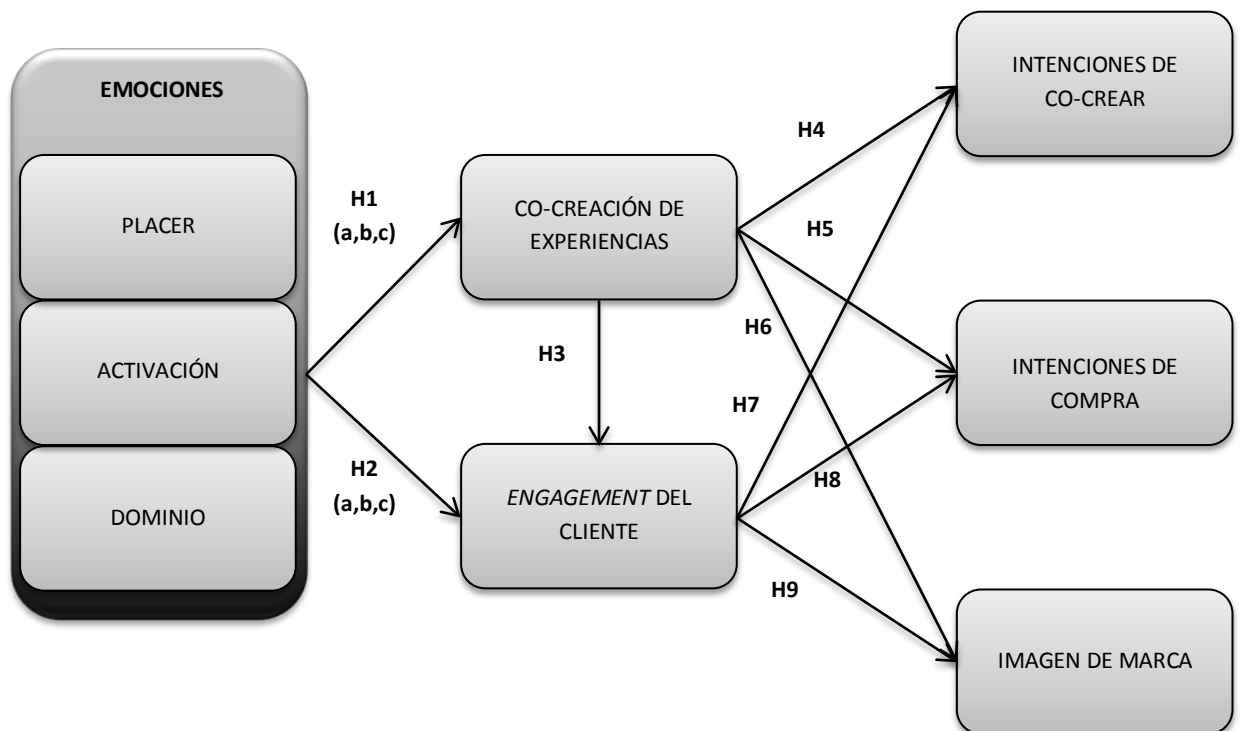 EMOCIONES
PLACER
ACTIVACIÓN
DOMINIO
H1
(a,b,c)
H2
(a,b,c)
CO-CREACIÓN DE
EXPERIENCIAS
H3
ENGAGEMENT DEL
CLIENTE
H4
H5
H6
H7
H8
H9
INTENCIONES DE
CO-CREAR
INTENCIONES DE
COMPRA
IMAGEN DE MARCA